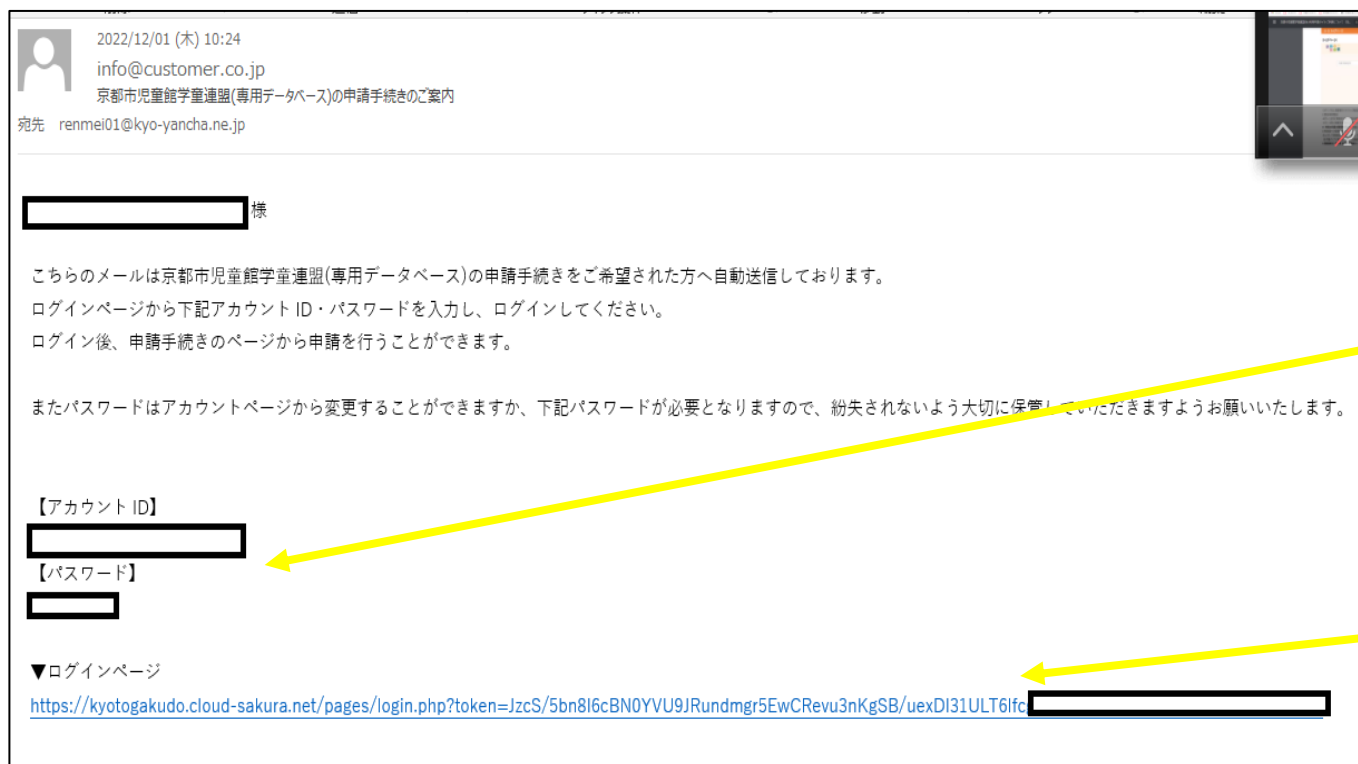 2022/12/01 (木) 10:24
info@customer.co.jp
京都市児童館学童連盟(専用データベース)の申請手続きのご案内
宛先 renmei01@kyo-yancha.ne.jp
様
こちらのメールは京都市児童館学童連盟(専用データベース)の申請手続きをご希望された方へ自動送信しております。
ログインページから下記アカウント ID・パスワードを入力し、ログインしてください。
ログイン後、申請手続きのページから申請を行うことができます。
またパスワードはアカウントページから変更することができますか、下記パスワードが必要となりますので、紛失されないよう大切に保管していただきますようお願いいたします。
【アカウント ID】
【パスワード】
▼ログインページ
https://kyotogakudo.cloud-sakura.net/pages/login.php?token=JzcS/5bn8I6cBN0YVU9JRundmgr5EwCRevu3nKgSB/uexDI31ULT6Ifc